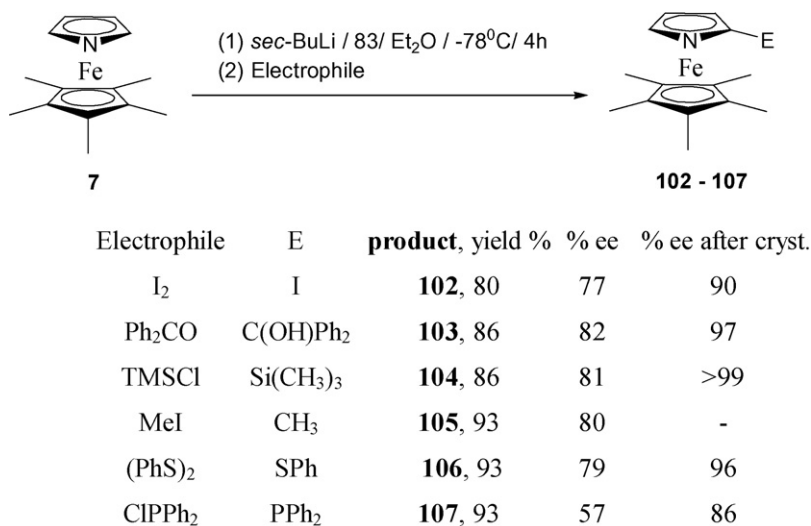 N
Fe
7
(1) sec-BuLi / 83/ Et₂O / -78⁰C/ 4h
(2) Electrophile
N
E
Fe
102 - 107
Electrophile E product, yield % % ee % ee after cryst.
I₂ I 102, 80 77 90
Ph₂CO C(OH)Ph₂ 103, 86 82 97
TMSCl Si(CH₃)₃ 104, 86 81 >99
MeI CH₃ 105, 93 80 -
(PhS)₂ SPh 106, 93 79 96
ClPPh₂ PPh₂ 107, 93 57 86